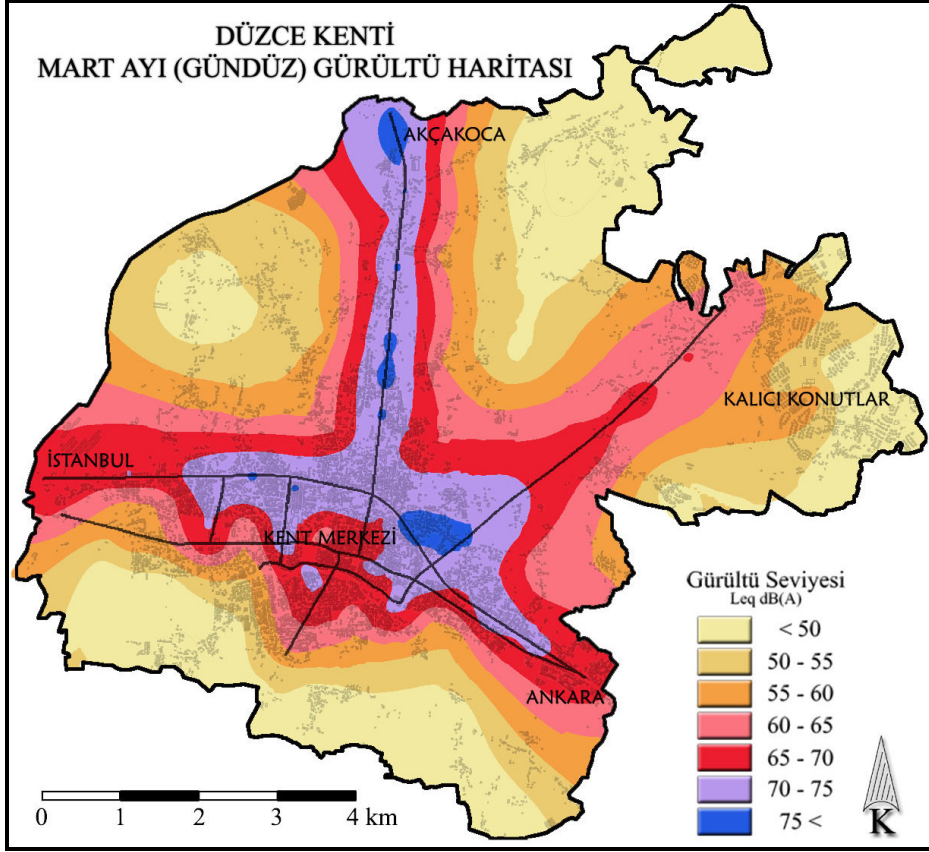 DÜZCE KENTİ
MART AYI (GÜNDÜZ) GÜRÜLTÜ HARİTASI
AKÇAKOCA
KALICI KONUTLAR
İSTANBUL
KENT MERKEZİ
ANKARA
Gürültü Seviyesi
Leq dB(A)
< 50
50 - 55
55 - 60
60 - 65
65 - 70
70 - 75
75 <
0 1 2 3 4 km
K